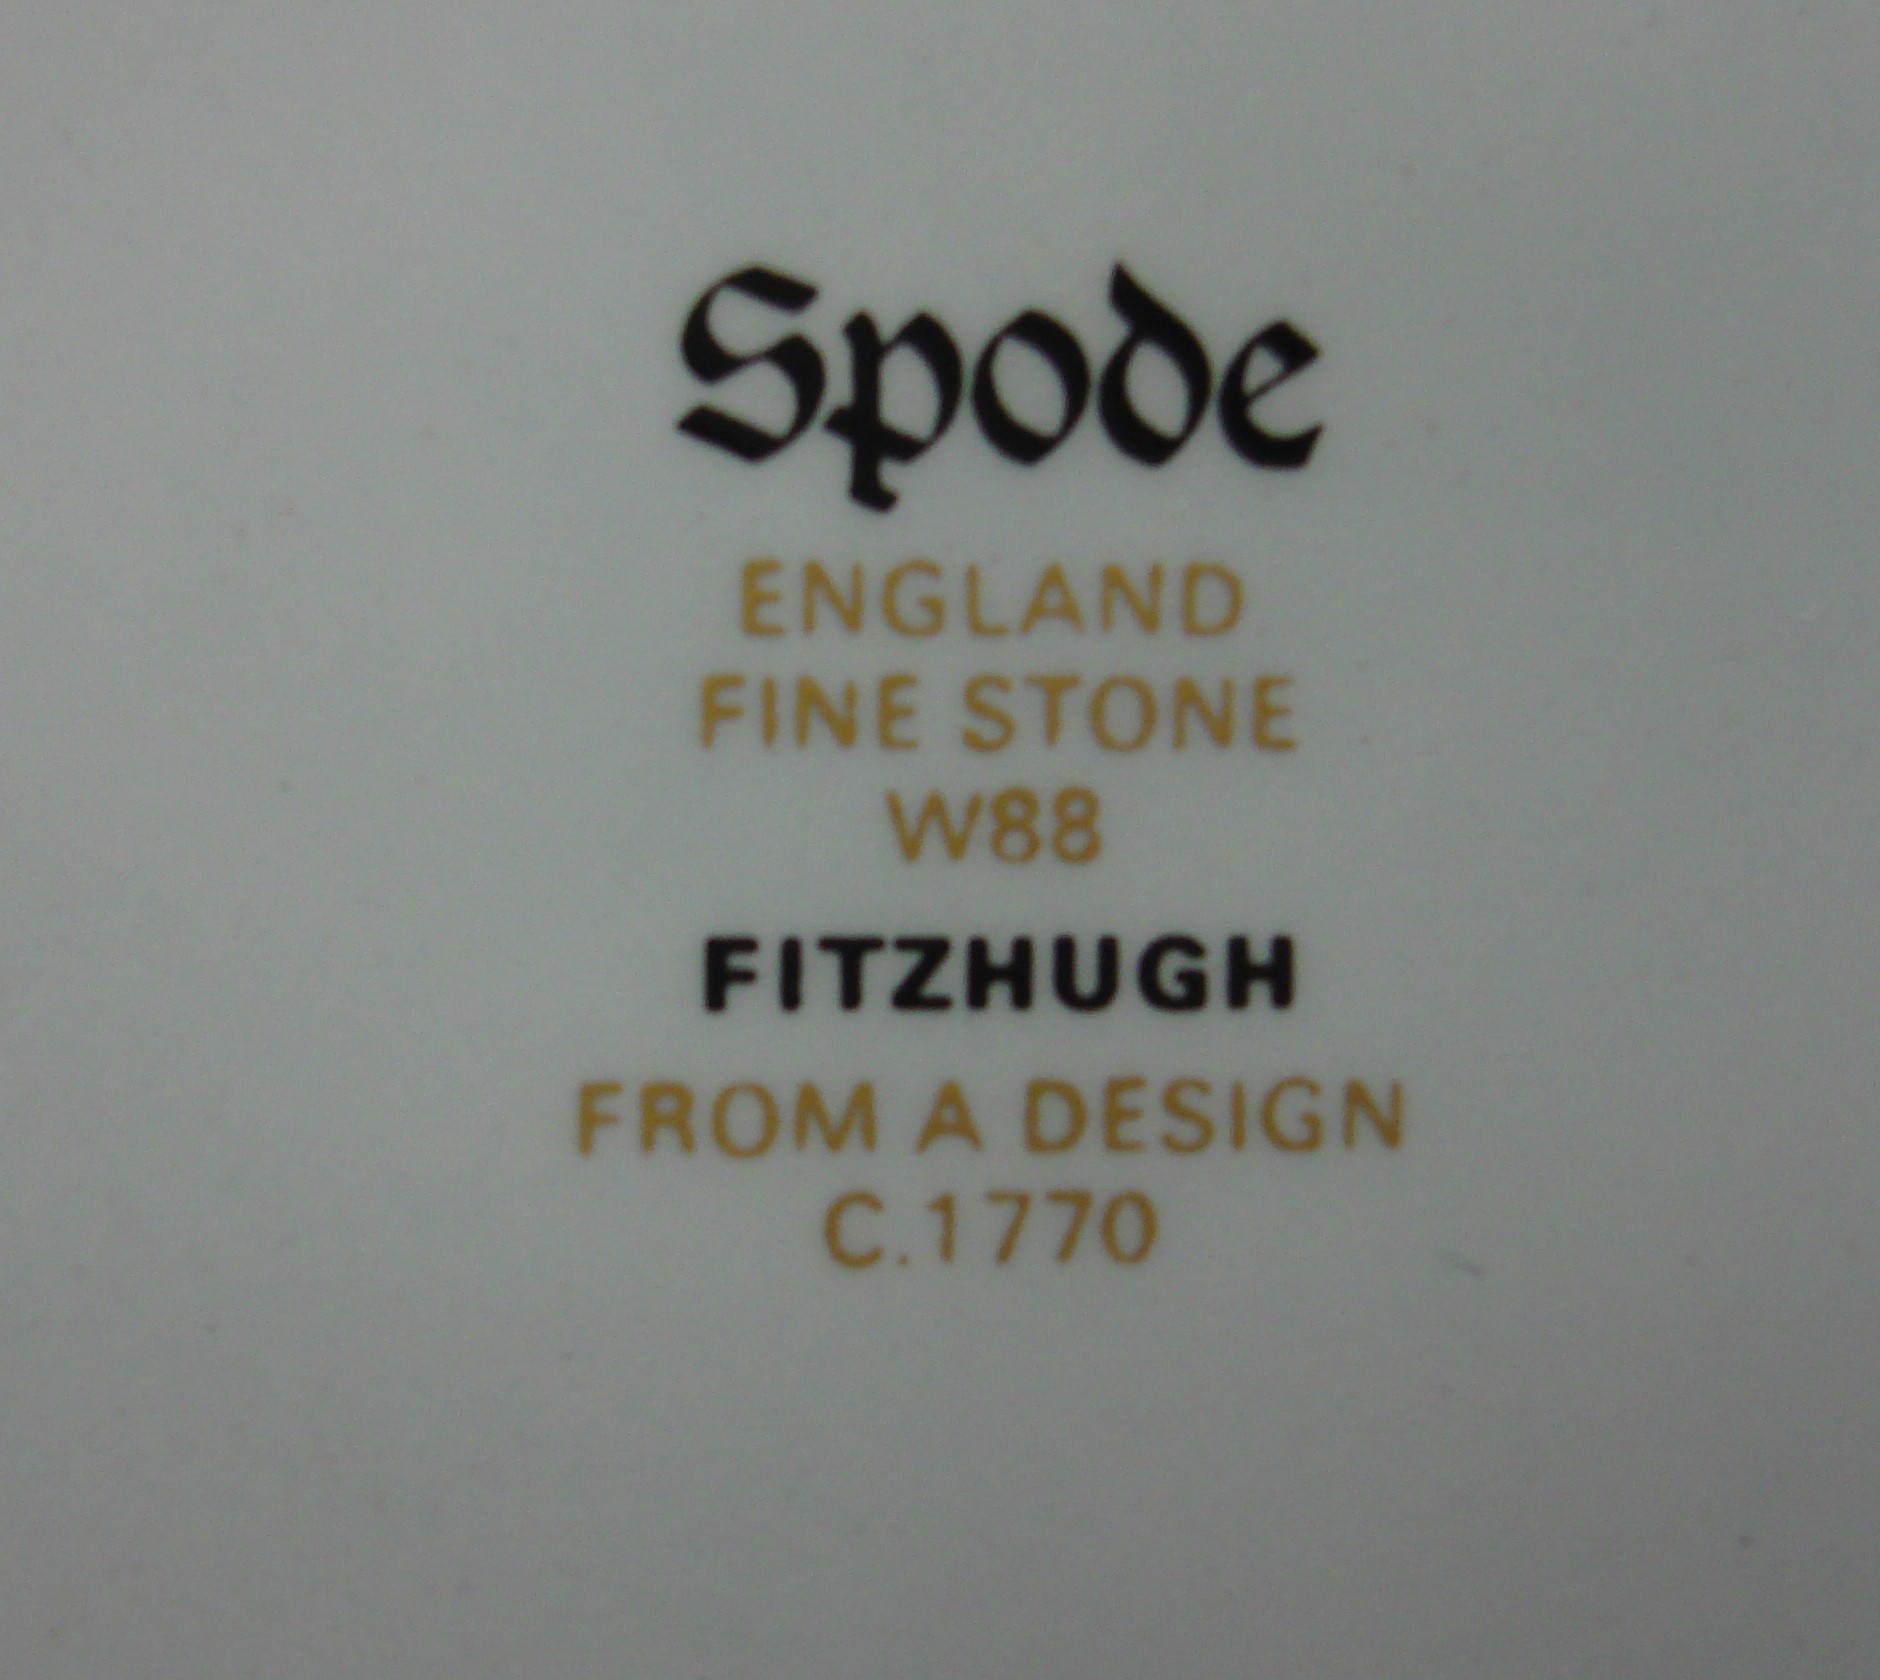 Spode
ENGLAND
FINE STONE
W88
FITZHUGH
FROM A DESIGN
C.1770